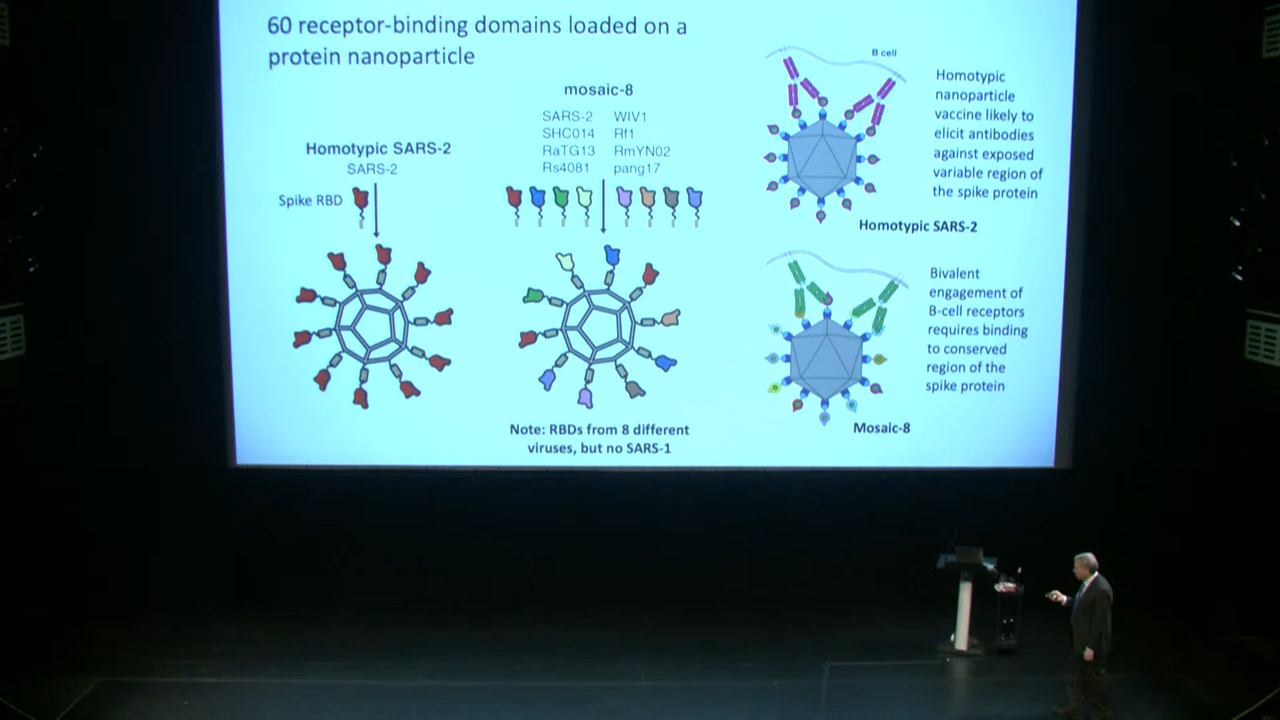 60 receptor-binding domains loaded on a
protein nanoparticle
Homotypic SARS-2
SARS-2
Spike RBD
mosaic-8
SARS-2 WIV1
SHC014 Rf1
RaTG13 RmYN02
Rs4081 pang17
Note: RBDs from 8 different
viruses, but no SARS-1
B cell
Homotypic
nanoparticle
vaccine likely to
elicit antibodies
against exposed
variable region of
the spike protein
Homotypic SARS-2
Bivalent
engagement of
B-cell receptors
requires binding
to conserved
region of the
spike protein
Mosaic-8